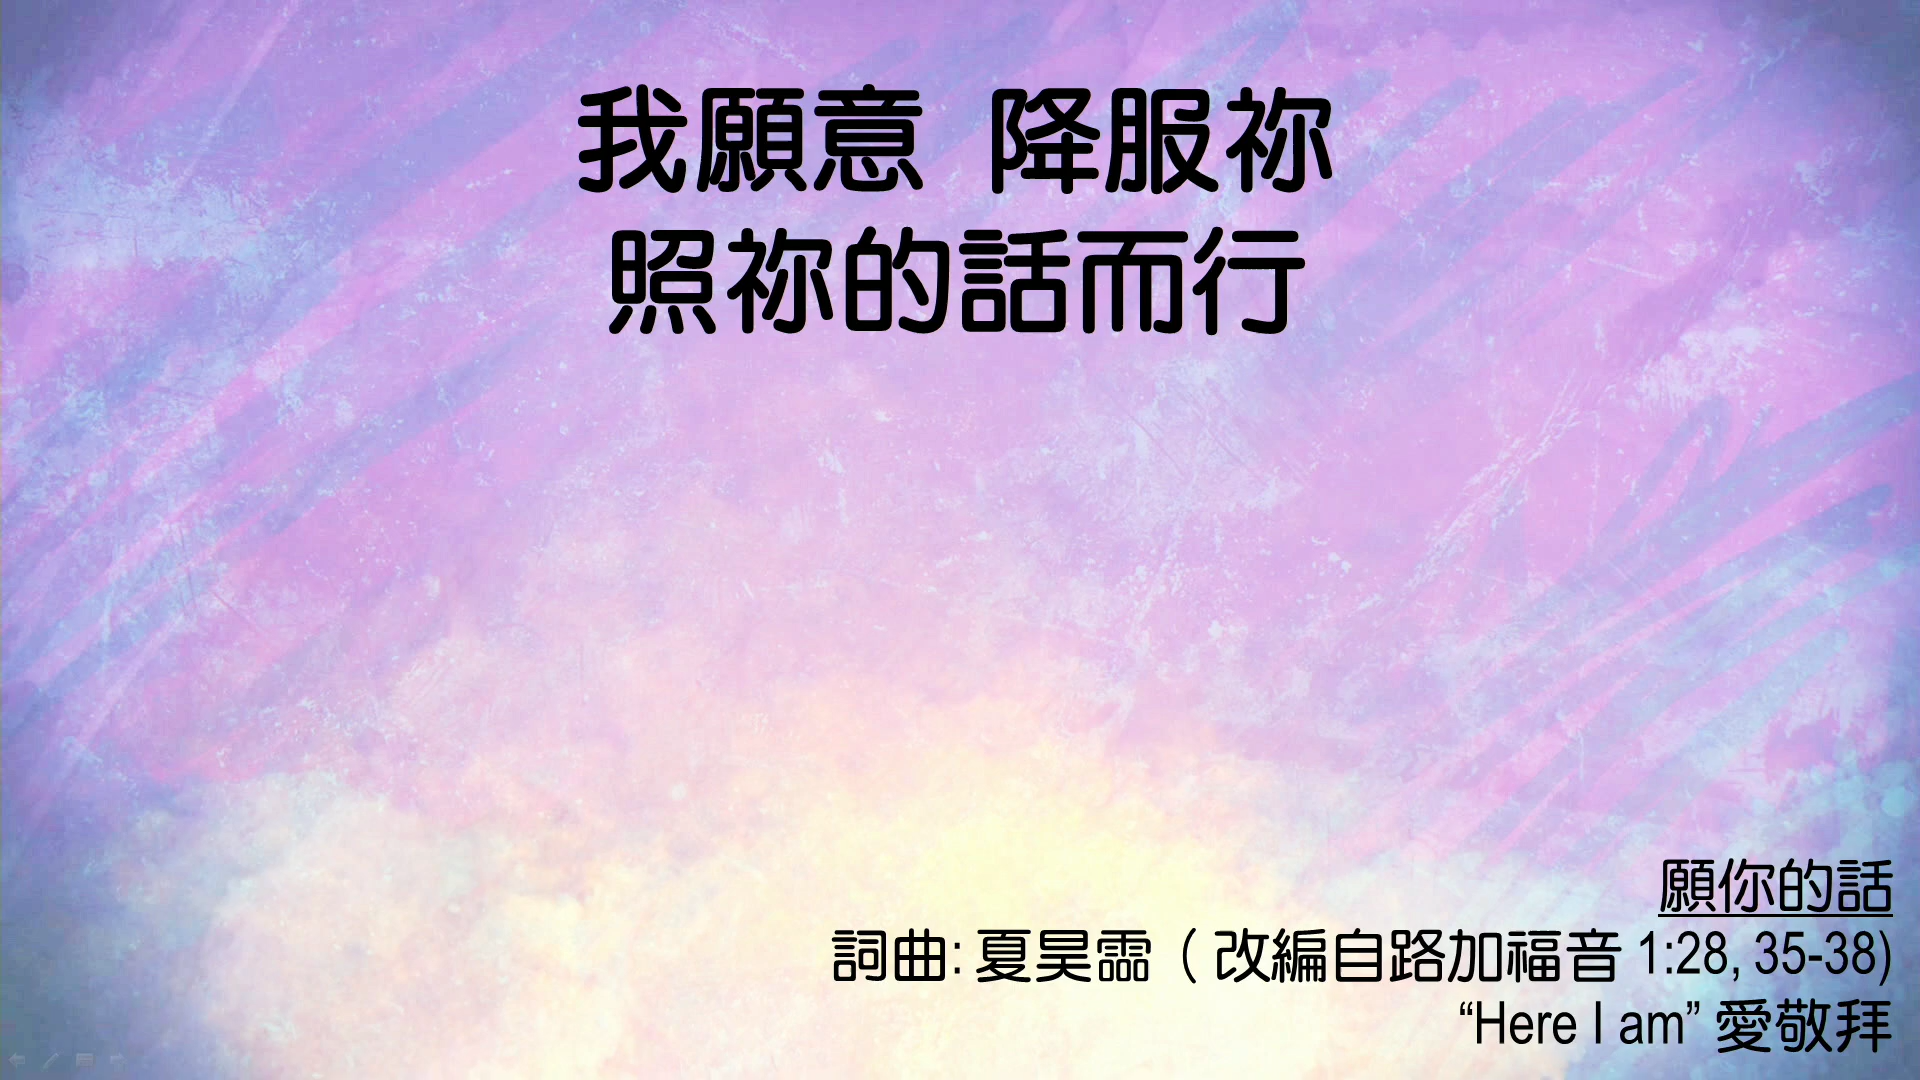 我願意 降服祢
照祢的話而行
願你的話
詞曲: 夏昊霝（改編自路加福音 1:28, 35-38)
“Here I am” 愛敬拜